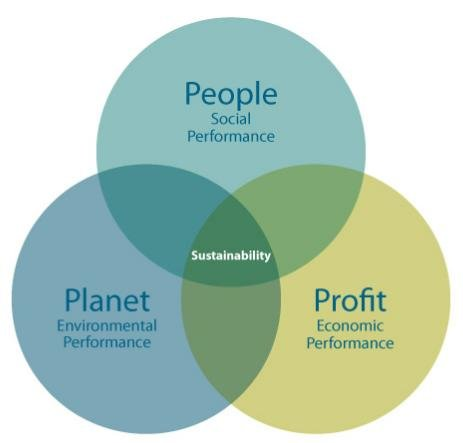 People
Social
Performance
Sustainability
Planet
Environmental
Performance
Profit
Economic
Performance